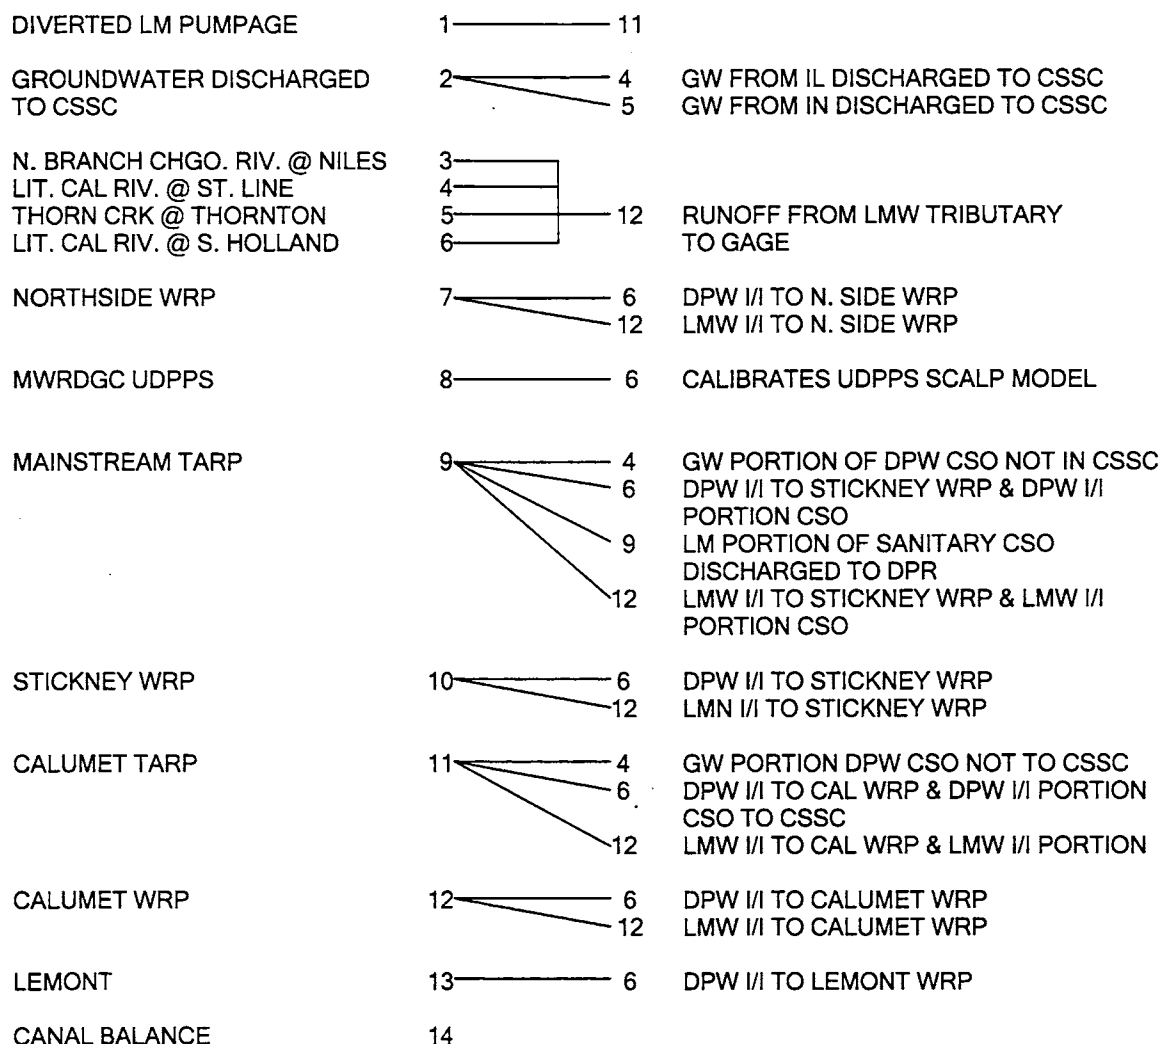 DIVERTED LM PUMPAGE 1 11
GROUNDWATER DISCHARGED 2 4 GW FROM IL DISCHARGED TO CSSC
TO CSSC 5 GW FROM IN DISCHARGED TO CSSC
N. BRANCH CHGO. RIV. @ NILES 3
LIT. CAL RIV. @ ST. LINE 4
THORN CRK @ THORNTON 5 12 RUNOFF FROM LMW TRIBUTARY
LIT. CAL RIV. @ S. HOLLAND 6 TO GAGE
NORTHSIDE WRP 7 6 DPW I/I TO N. SIDE WRP
12 LMW I/I TO N. SIDE WRP
MWRDGC UDPPS 8 6 CALIBRATES UDPPS SCALP MODEL
MAINSTREAM TARP 9 4 GW PORTION OF DPW CSO NOT IN CSSC
6 DPW I/I TO STICKNEY WRP & DPW I/I
PORTION CSO
9 LM PORTION OF SANITARY CSO
DISCHARGED TO DPR
12 LMW I/I TO STICKNEY WRP & LMW I/I
PORTION CSO
STICKNEY WRP 10 6 DPW I/I TO STICKNEY WRP
12 LMN I/I TO STICKNEY WRP
CALUMET TARP 11 4 GW PORTION DPW CSO NOT TO CSSC
6 DPW I/I TO CAL WRP & DPW I/I PORTION
CSO TO CSSC
12 LMW I/I TO CAL WRP & LMW I/I PORTION
CALUMET WRP 12 6 DPW I/I TO CALUMET WRP
12 LMW I/I TO CALUMET WRP
LEMONT 13 6 DPW I/I TO LEMONT WRP
CANAL BALANCE 14